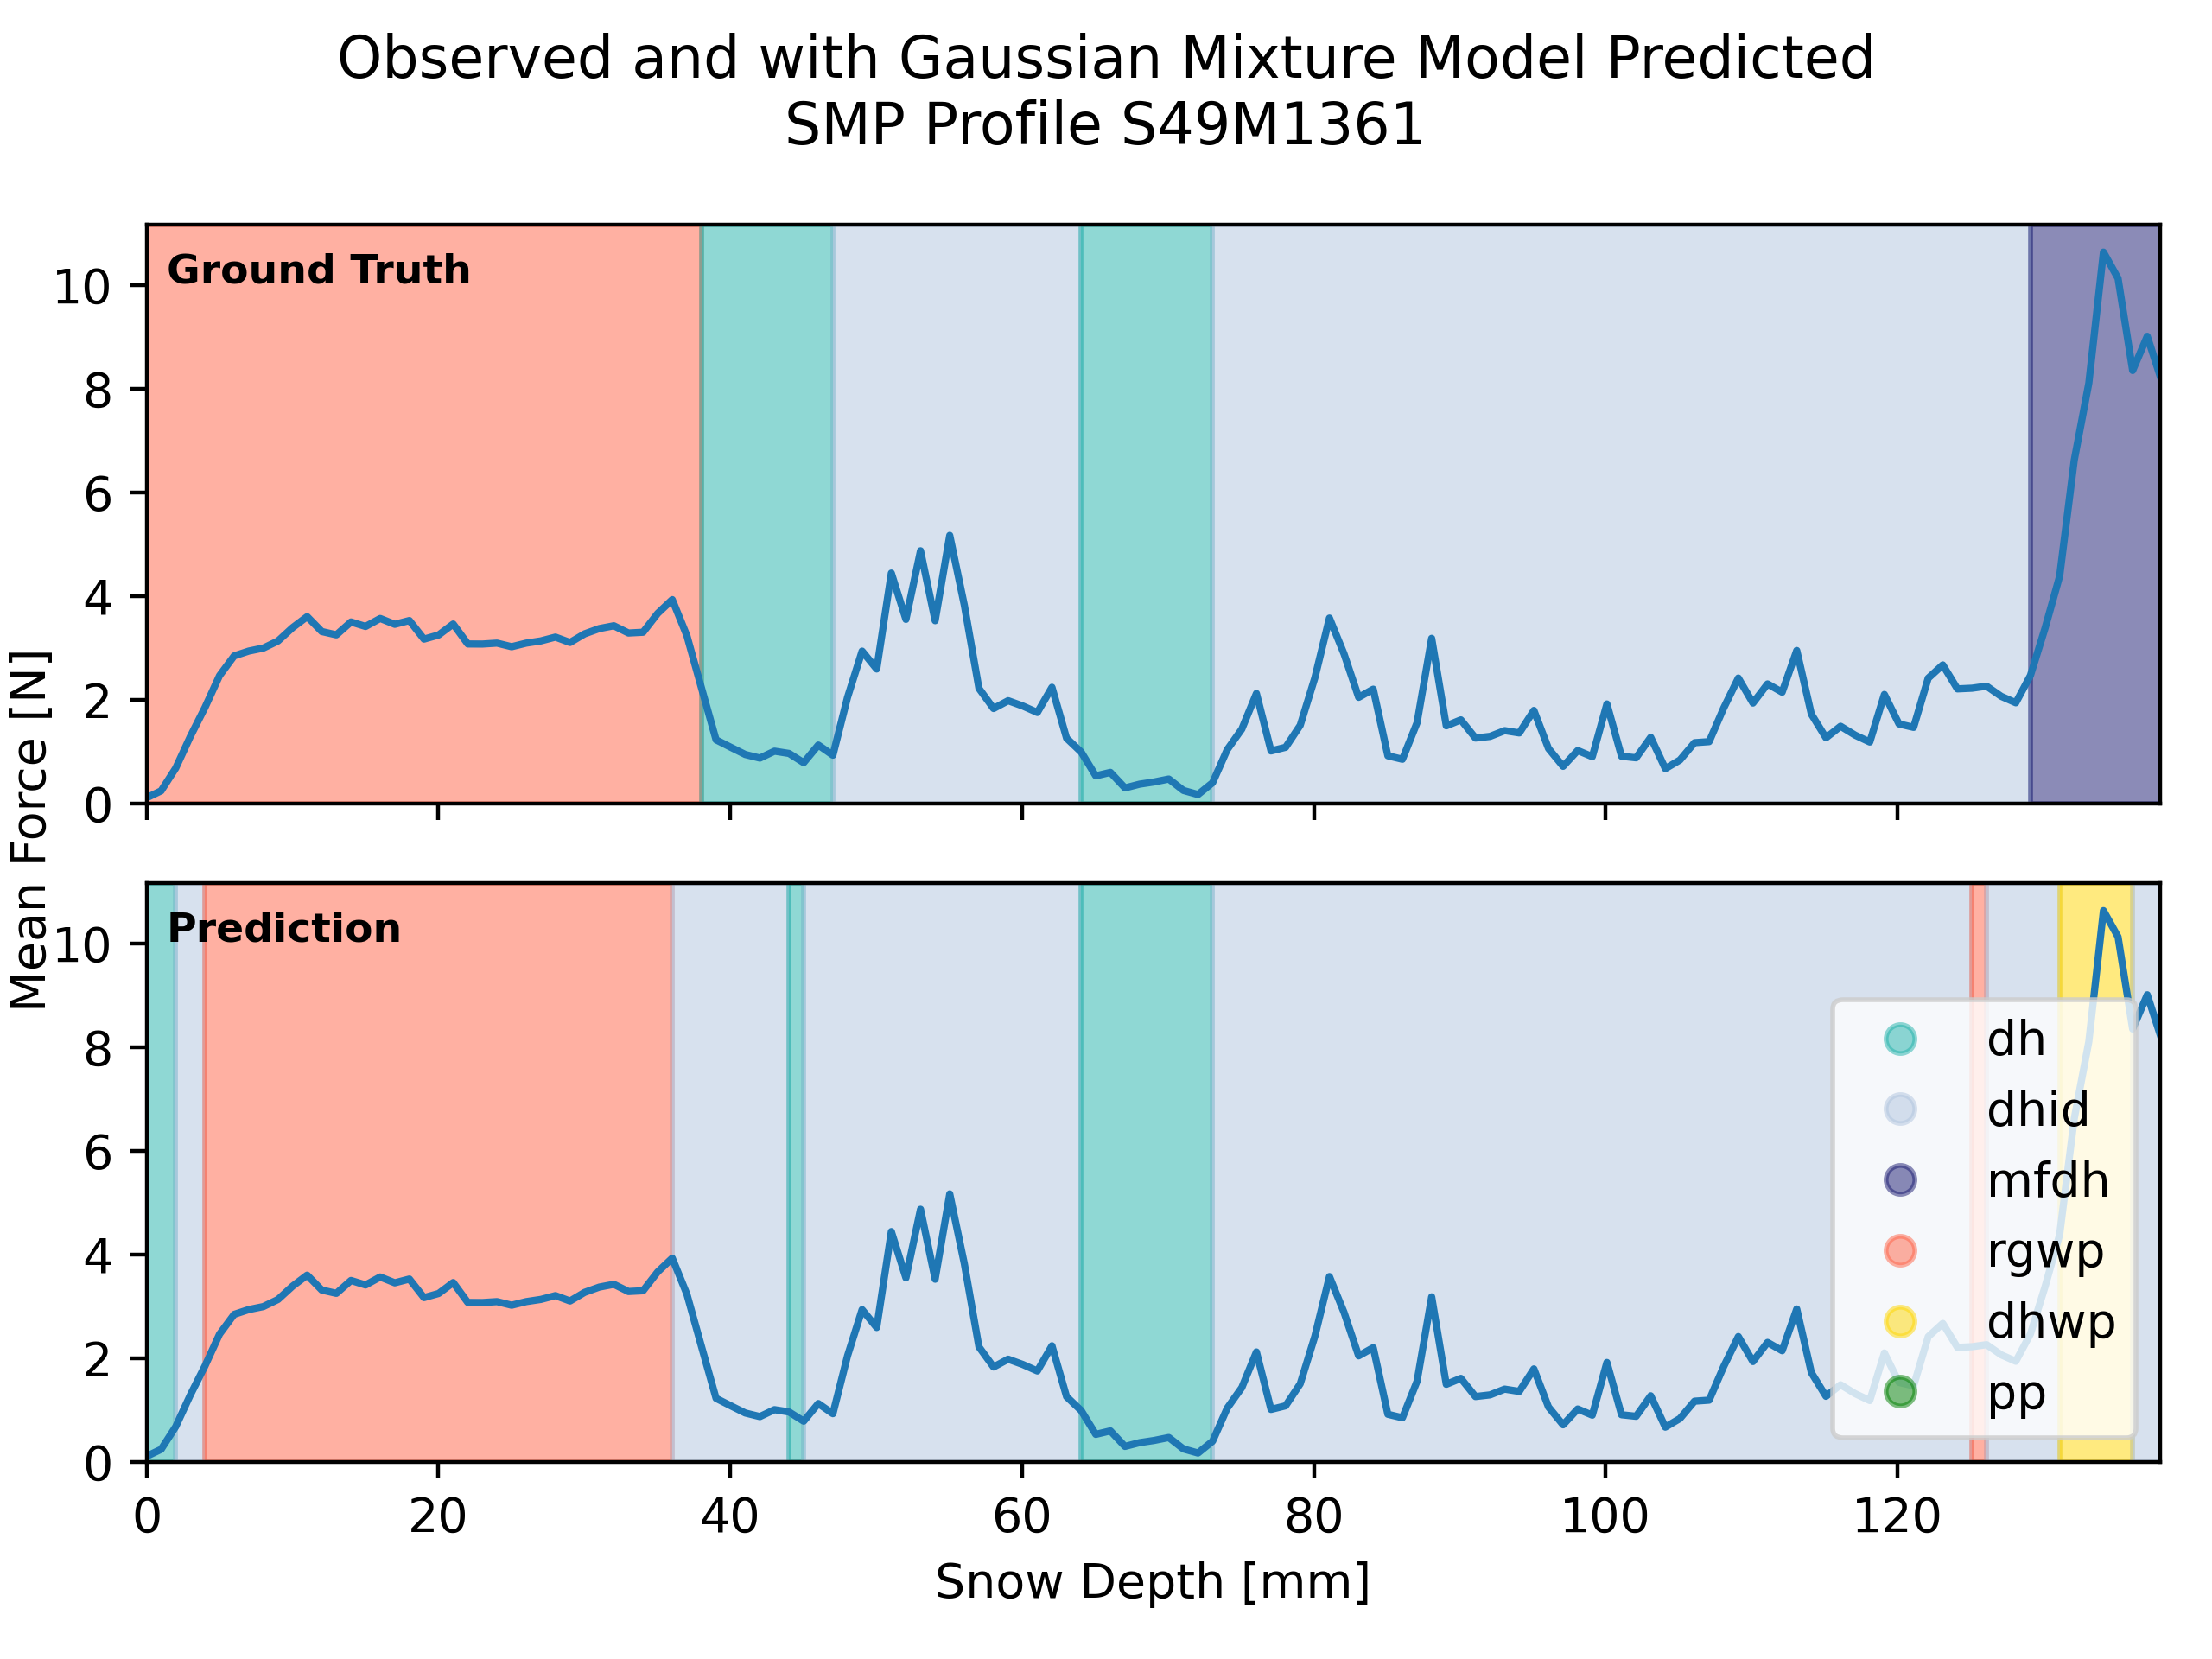 Observed and with Gaussian Mixture Model Predicted
SMP Profile S49M1361
Ground Truth
10
8
6
4
2
0
Mean Force [N]
Prediction
10
8
6
4
2
0
dh
dhid
mfdh
rgwp
dhwp
pp
0 20 40 60 80 100 120
Snow Depth [mm]